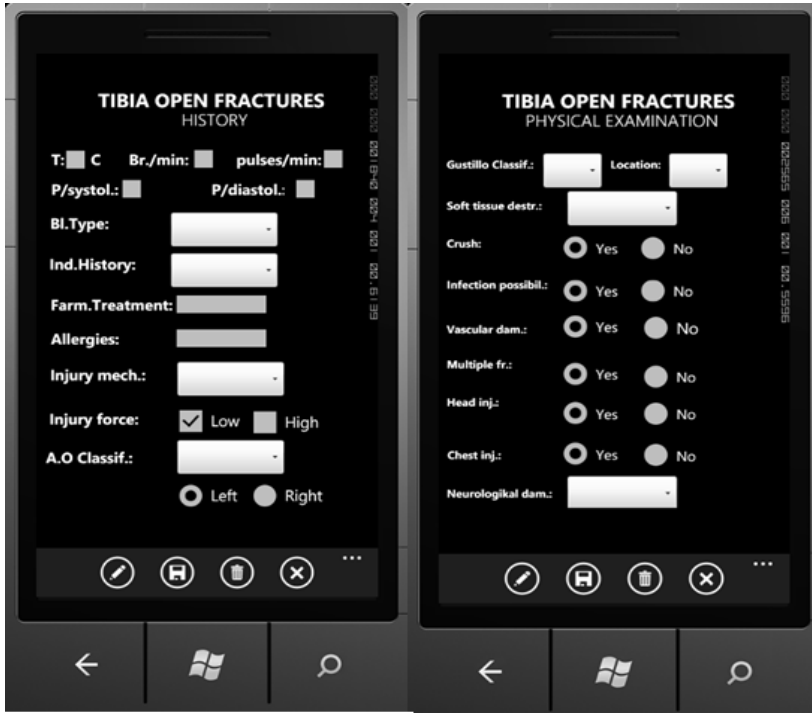 TIBIA OPEN FRACTURES
HISTORY
T: C Br./min: pulses/min:
P/systol.: P/diastol.:
Bl.Type:
Ind.History:
Farm.Treatment:
Allergies:
Injury mech.:
Injury force: Low High
A.O Classif.:
Left Right
...
TIBIA OPEN FRACTURES
PHYSICAL EXAMINATION
Gustillo Classif.: Location:
Soft tissue destr.:
Crush: Yes No
Infection possibil.: Yes No
Vascular dam.: Yes No
Multiple fr.: Yes No
Head inj.: Yes No
Chest inj.: Yes No
Neurologikal dam.:
...